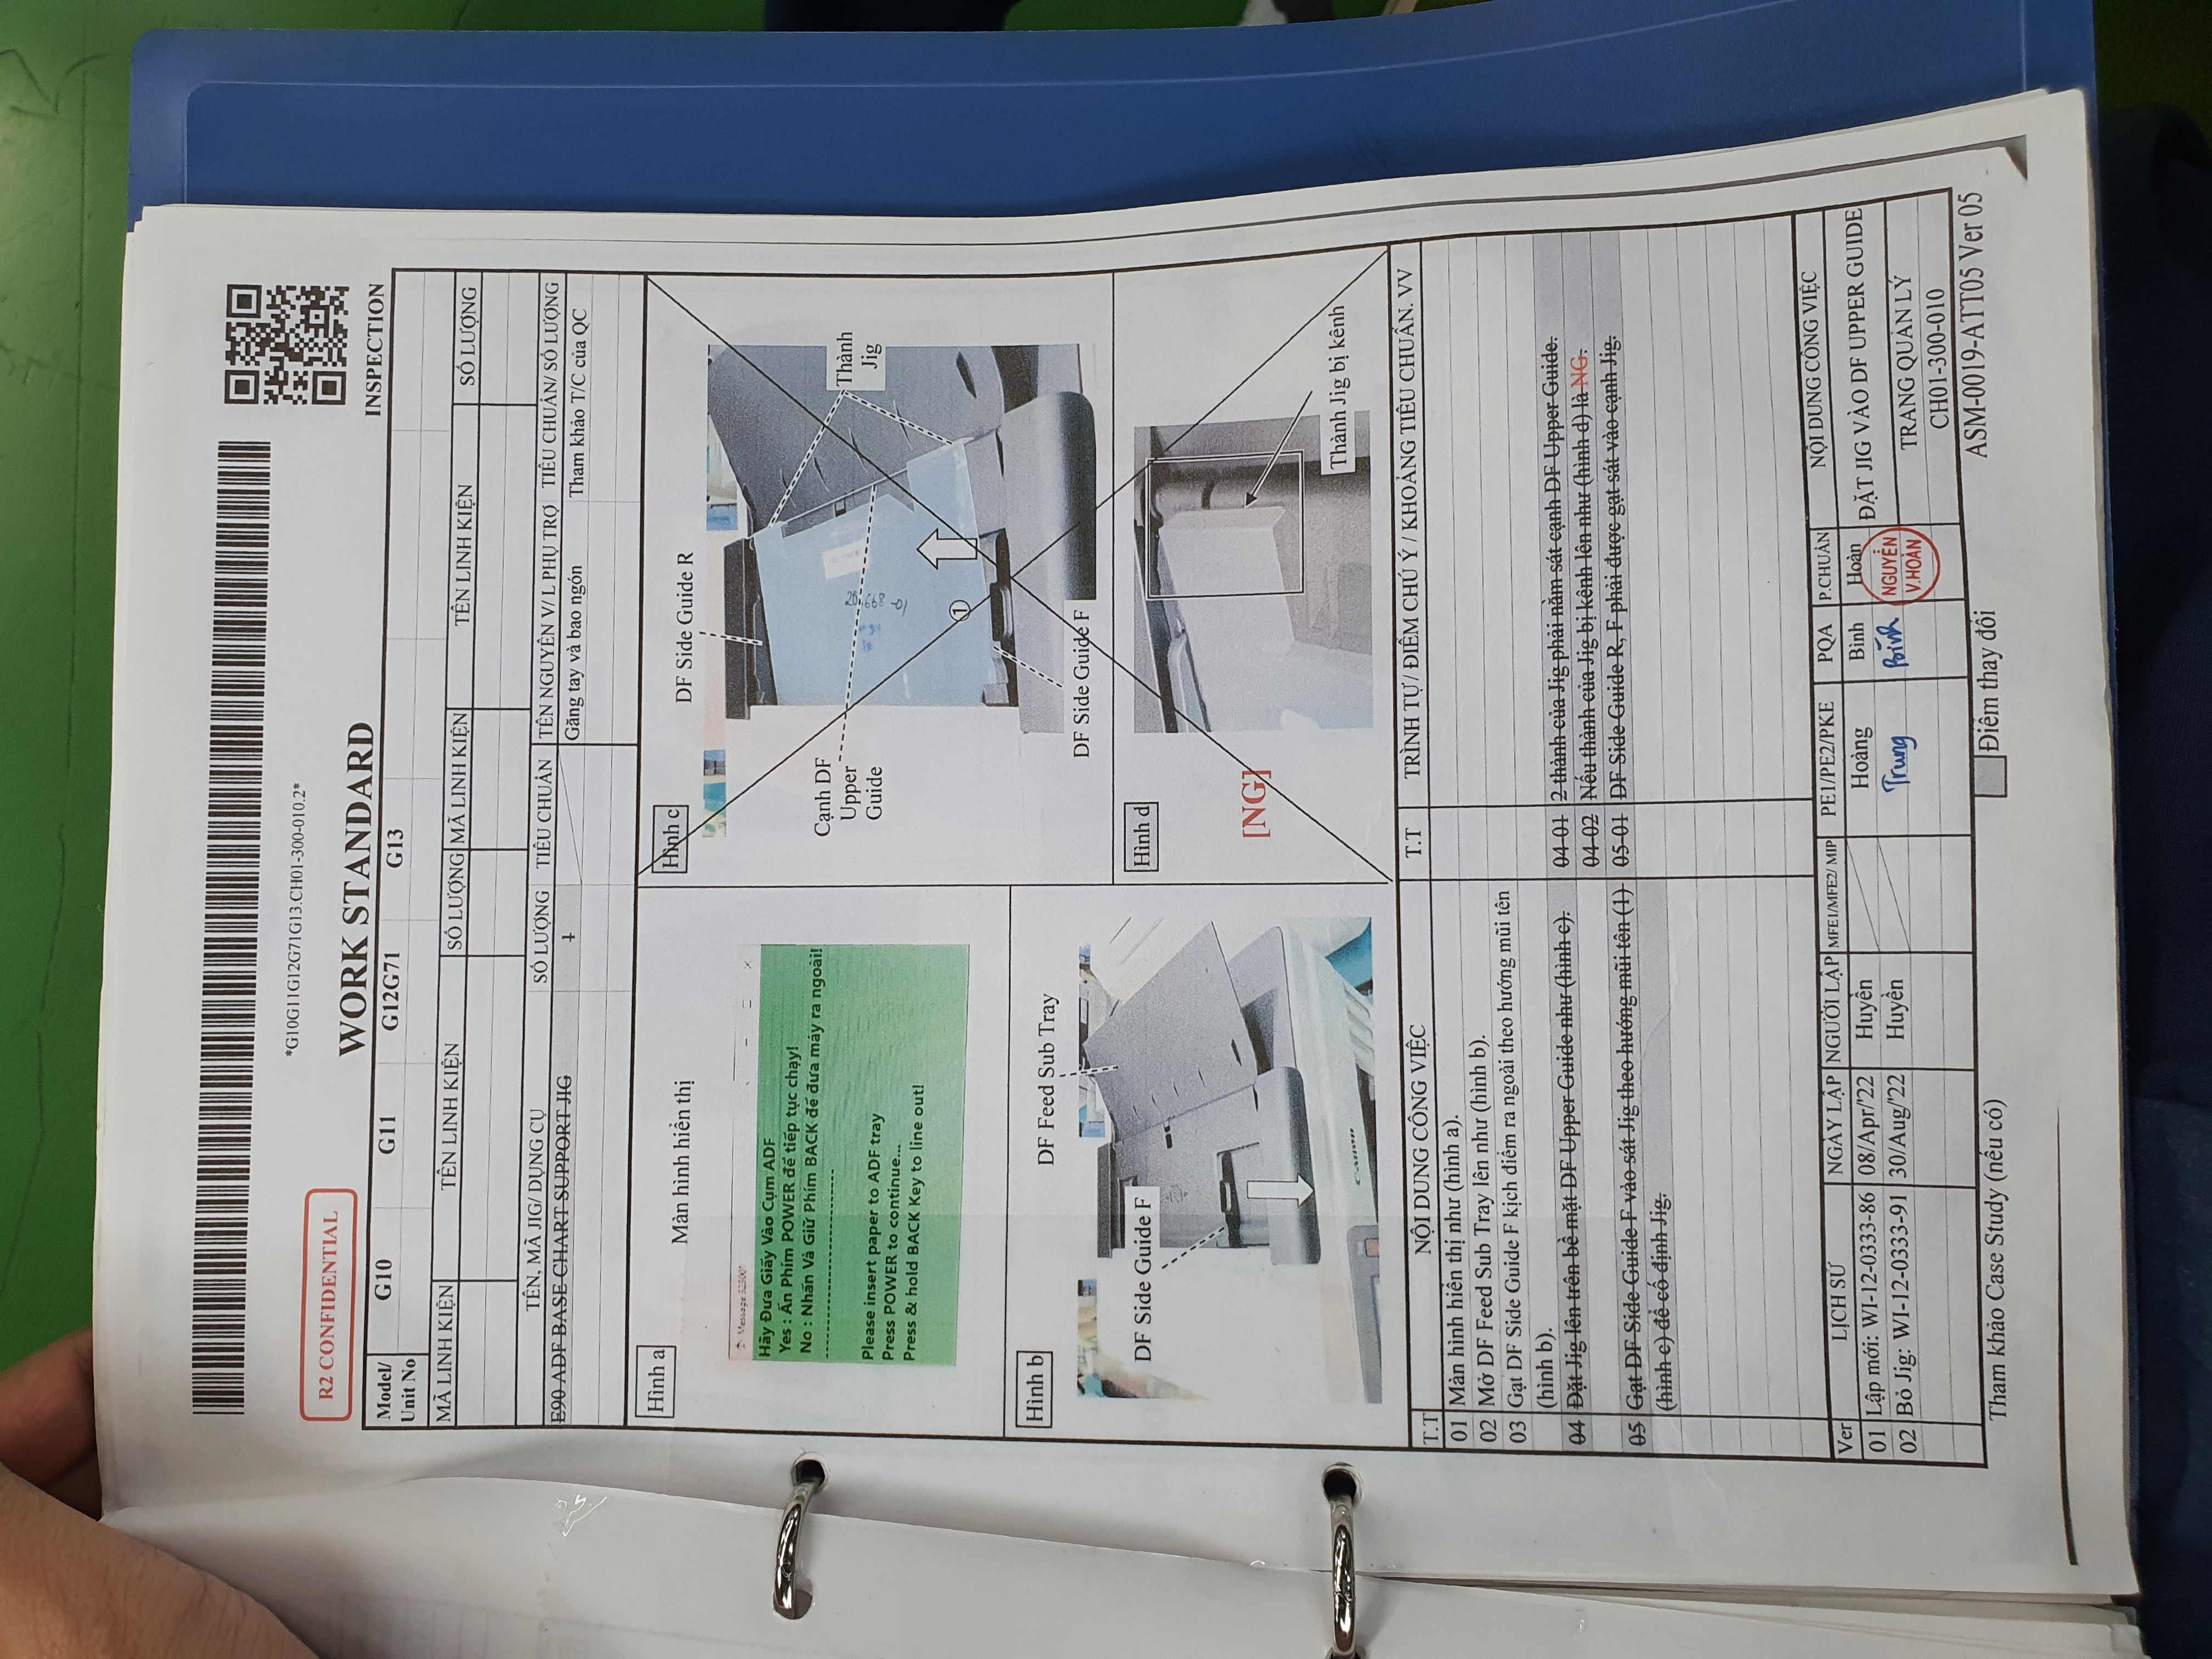 *G10G11G12G71G13.CH01-300-010.2*
R2 CONFIDENTIAL
WORK STANDARD
INSPECTION
Model/ Unit No
G10
G11
G12G71
G13
MÃ LINH KIỆN
TÊN LINH KIỆN
SỐ LƯỢNG
MÃ LINH KIỆN
TÊN LINH KIỆN
SỐ LƯỢNG
TÊN, MÃ JIG/ DỤNG CỤ
SỐ LƯỢNG
TIÊU CHUẨN
TÊN NGUYÊN V/ L PHỤ TRỢ
TIÊU CHUẨN/ SỐ LƯỢNG
E90 ADF BASE CHART SUPPORT JIG
1
Găng tay và bao ngón
Tham khảo T/C của QC
Hình a
Màn hình hiển thị
Hãy Đưa Giấy Vào Cụm ADF
Yes : Ấn Phím POWER để tiếp tục chạy!
No : Nhấn Và Giữ Phím BACK để đưa máy ra ngoài!
---------------------------
Please insert paper to ADF tray
Press POWER to continue...
Press & hold BACK Key to line out!
Hình b
DF Feed Sub Tray
DF Side Guide F
Canon
Hình c
DF Side Guide R
Cạnh DF
Upper
Guide
Thành
Jig
①
DF Side Guide F
Hình d
[NG]
Thành Jig bị kênh
T.T
NỘI DUNG CÔNG VIỆC
T.T
TRÌNH TỰ/ ĐIỂM CHÚ Ý / KHOẢNG TIÊU CHUẨN. VV
01 Màn hình hiển thị như (hình a).
02 Mở DF Feed Sub Tray lên như (hình b).
03 Gạt DF Side Guide F kịch điểm ra ngoài theo hướng mũi tên
(hình b).
04 Đặt Jig lên trên bề mặt DF Upper Guide như (hình c).
04-01 2 thành của Jig phải nằm sát cạnh DF Upper Guide.
04-02 Nếu thành của Jig bị kênh lên như (hình d) là NG.
05 Gạt DF Side Guide F vào sát Jig theo hướng mũi tên (1)
(hình c) để cố định Jig.
05-01 DF Side Guide R, F phải được gạt sát vào cạnh Jig.
Ver
LỊCH SỬ
NGÀY LẬP
NGƯỜI LẬP
MFE1/MFE2/ MIP
PE1/PE2/PKE
PQA
P.CHUẨN
NỘI DUNG CÔNG VIỆC
01 Lập mới: WI-12-0333-86 08/Apr/'22 Huyền Hoàng Bình Hoàn
02 Bỏ Jig: WI-12-0333-91 30/Aug/'22 Huyền Trung Bình
NGUYỄN
V.HOÀN
ĐẶT JIG VÀO DF UPPER GUIDE
TRANG QUẢN LÝ
CH01-300-010
Tham khảo Case Study (nếu có)
Điểm thay đổi
ASM-0019-ATT05 Ver 05